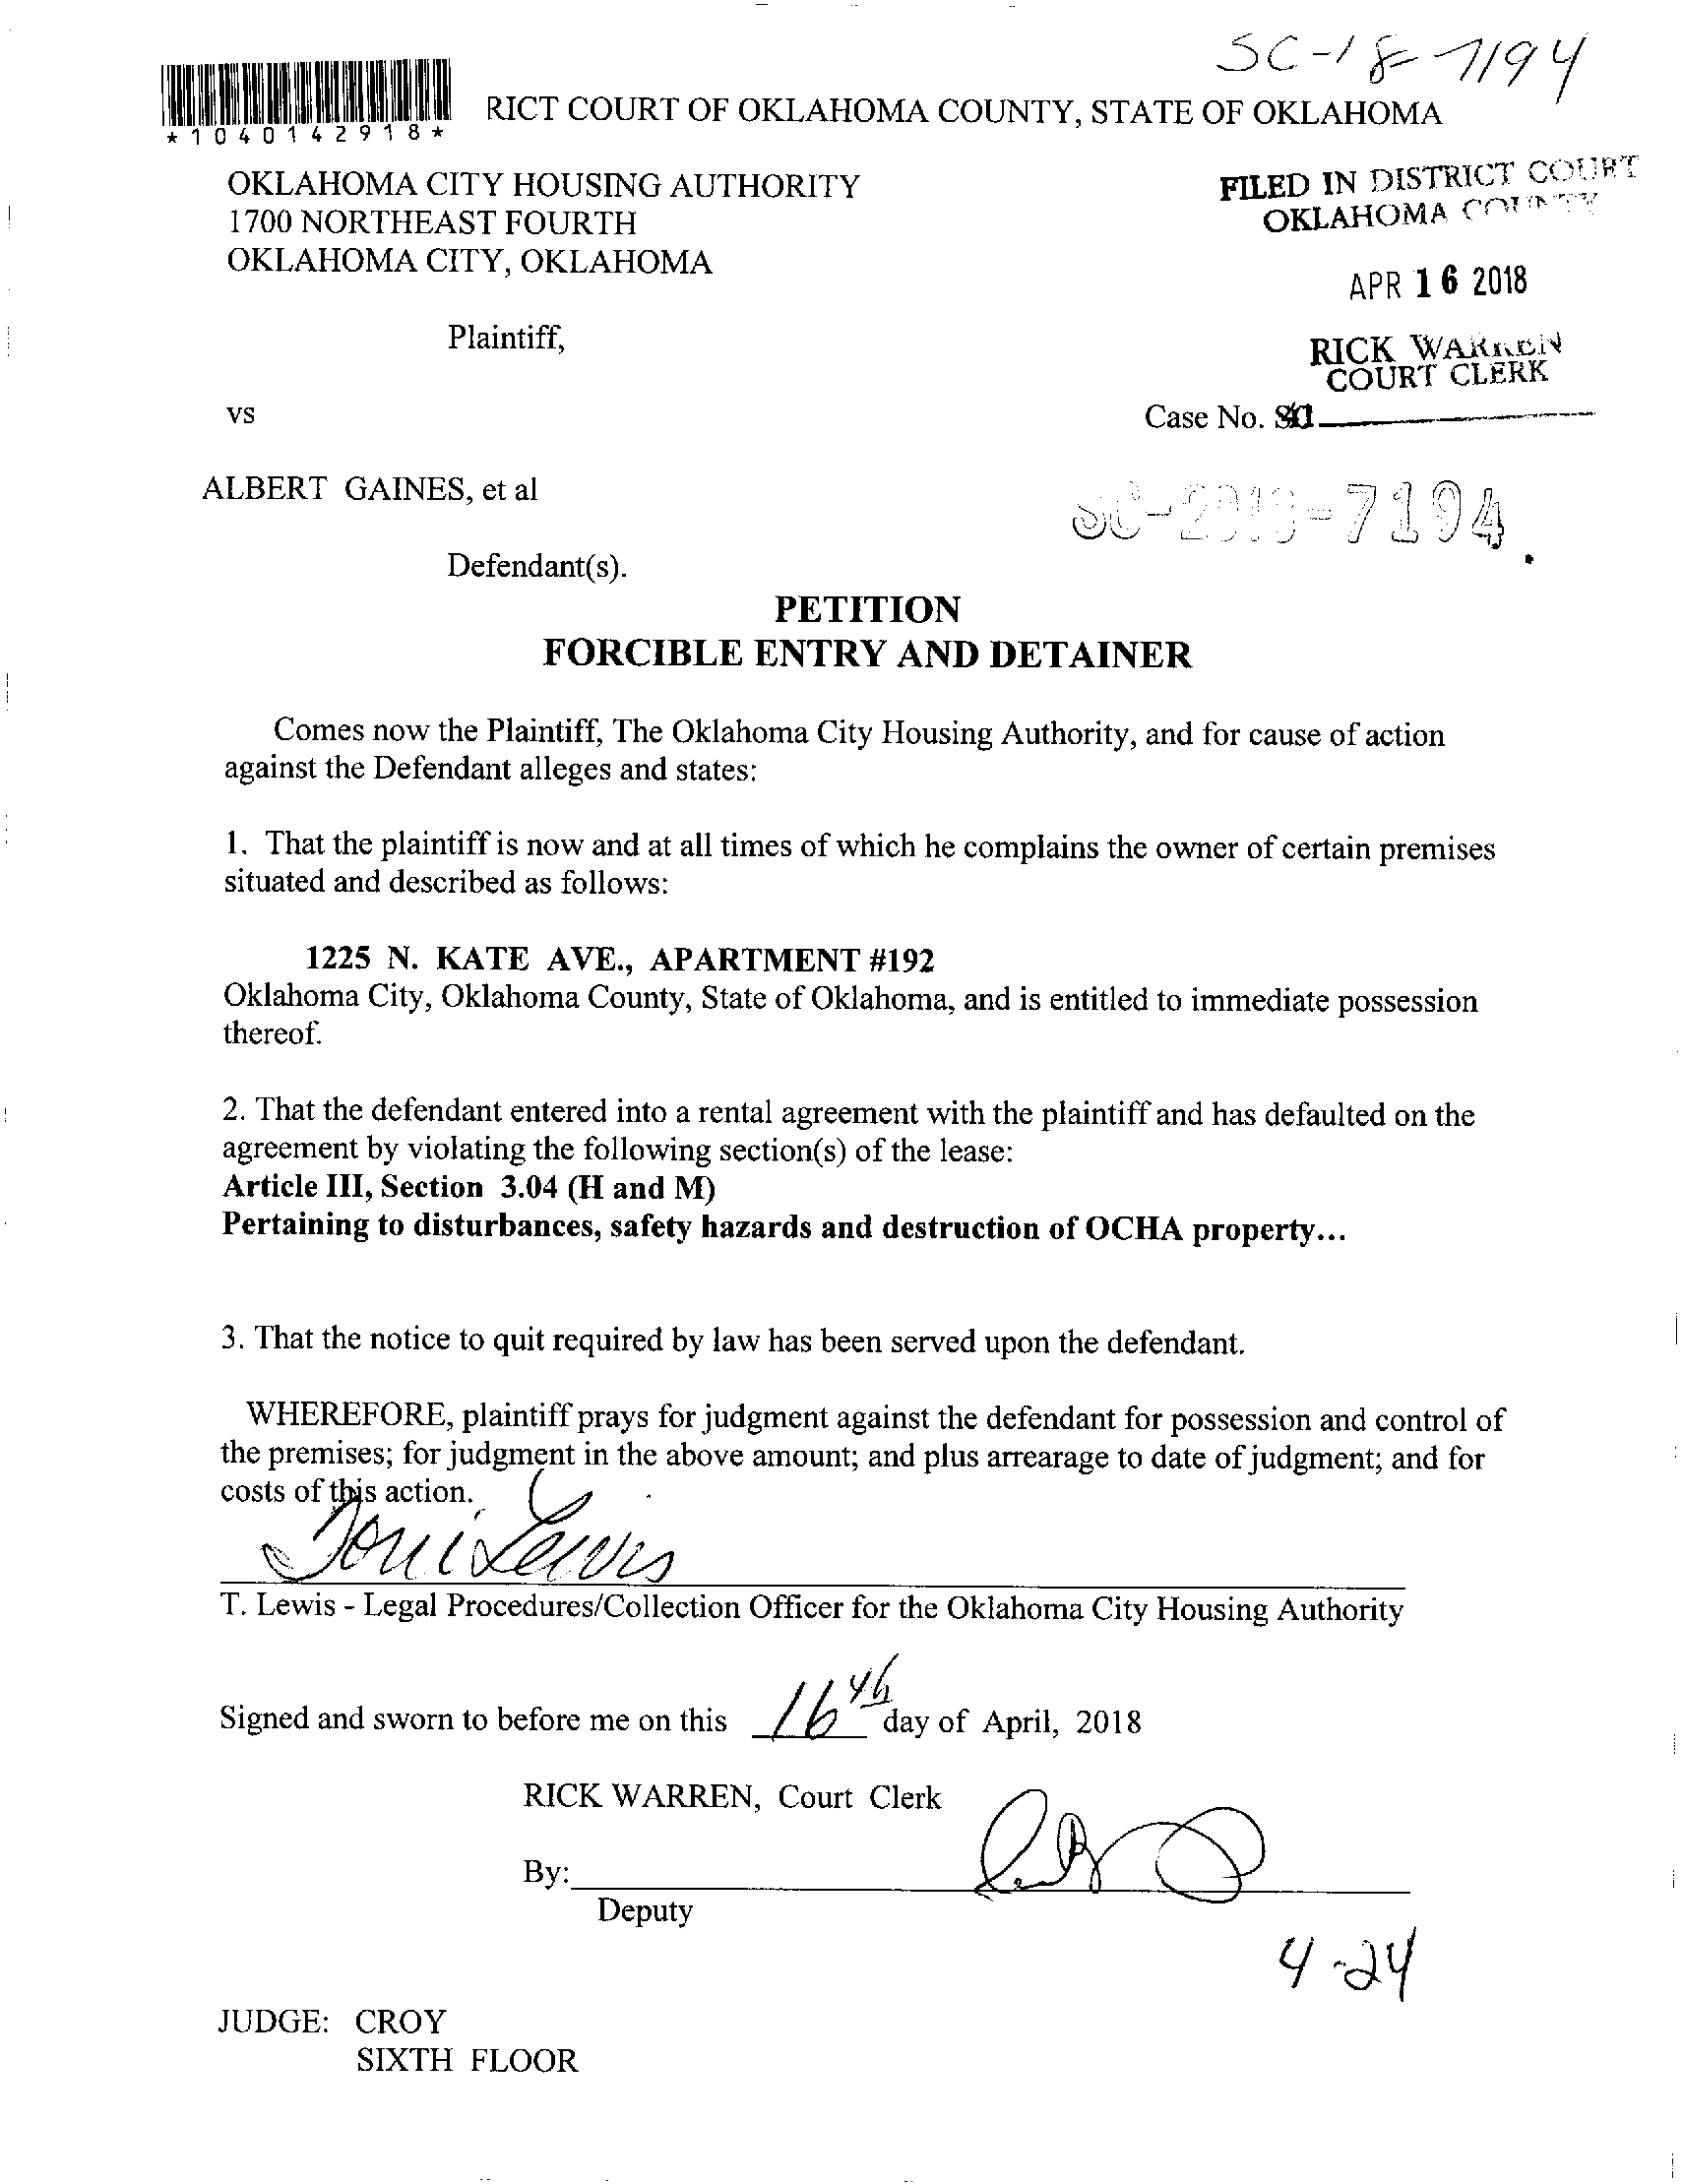 SC-18-7194
*1040142918*
RICT COURT OF OKLAHOMA COUNTY, STATE OF OKLAHOMA
OKLAHOMA CITY HOUSING AUTHORITY
1700 NORTHEAST FOURTH
OKLAHOMA CITY, OKLAHOMA
FILED IN DISTRICT COURT
OKLAHOMA COUNTY
APR 16 2018
RICK WARREN
COURT CLERK
Plaintiff,
vs
Case No.
ALBERT GAINES, et al
SC-2018-7194
Defendant(s).
PETITION
FORCIBLE ENTRY AND DETAINER
Comes now the Plaintiff, The Oklahoma City Housing Authority, and for cause of action
against the Defendant alleges and states:
1. That the plaintiff is now and at all times of which he complains the owner of certain premises
situated and described as follows:
1225 N. KATE AVE., APARTMENT #192
Oklahoma City, Oklahoma County, State of Oklahoma, and is entitled to immediate possession
thereof.
2. That the defendant entered into a rental agreement with the plaintiff and has defaulted on the
agreement by violating the following section(s) of the lease:
Article III, Section 3.04 (H and M)
Pertaining to disturbances, safety hazards and destruction of OCHA property...
3. That the notice to quit required by law has been served upon the defendant.
WHEREFORE, plaintiff prays for judgment against the defendant for possession and control of
the premises; for judgment in the above amount; and plus arrearage to date of judgment; and for
costs of this action.
Toni Lewis
T. Lewis - Legal Procedures/Collection Officer for the Oklahoma City Housing Authority
Signed and sworn to before me on this 16th day of April, 2018
RICK WARREN, Court Clerk
By:
Deputy
4-24
JUDGE: CROY
SIXTH FLOOR